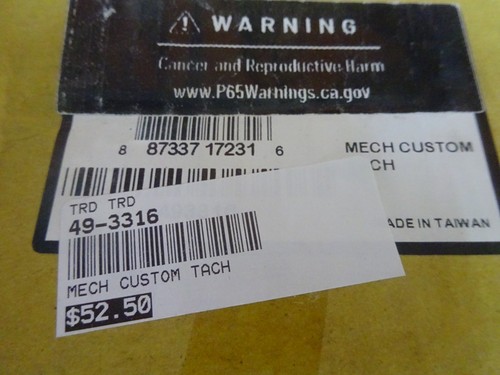 WARNING
Cancer and Reproductive Harm
www.P65Warnings.ca.gov
8 87337 17231 6
MECH CUSTOM
CH
ADE IN TAIWAN
TRD TRD
49-3316
MECH CUSTOM TACH
$52.50